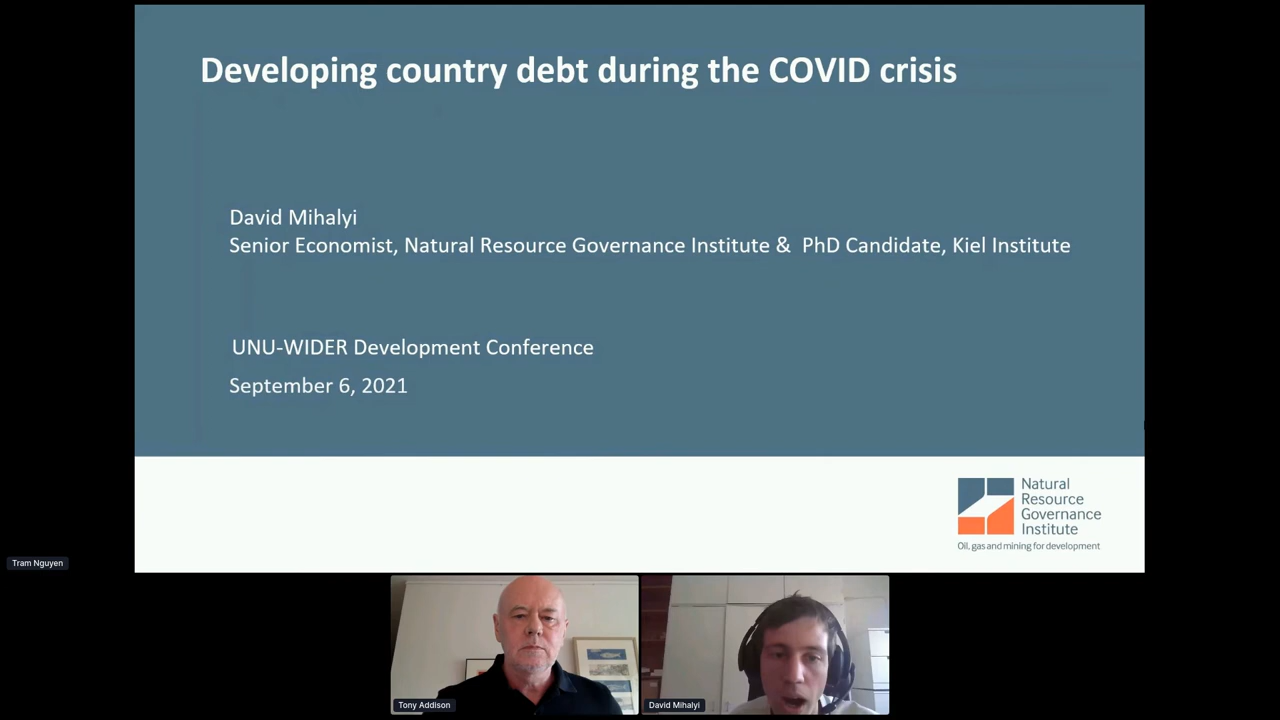 Developing country debt during the COVID crisis
David Mihalyi
Senior Economist, Natural Resource Governance Institute & PhD Candidate, Kiel Institute
UNU-WIDER Development Conference
September 6, 2021
Natural
Resource
Governance
Institute
Oil, gas and mining for development
Tram Nguyen
Tony Addison
David Mihalyi